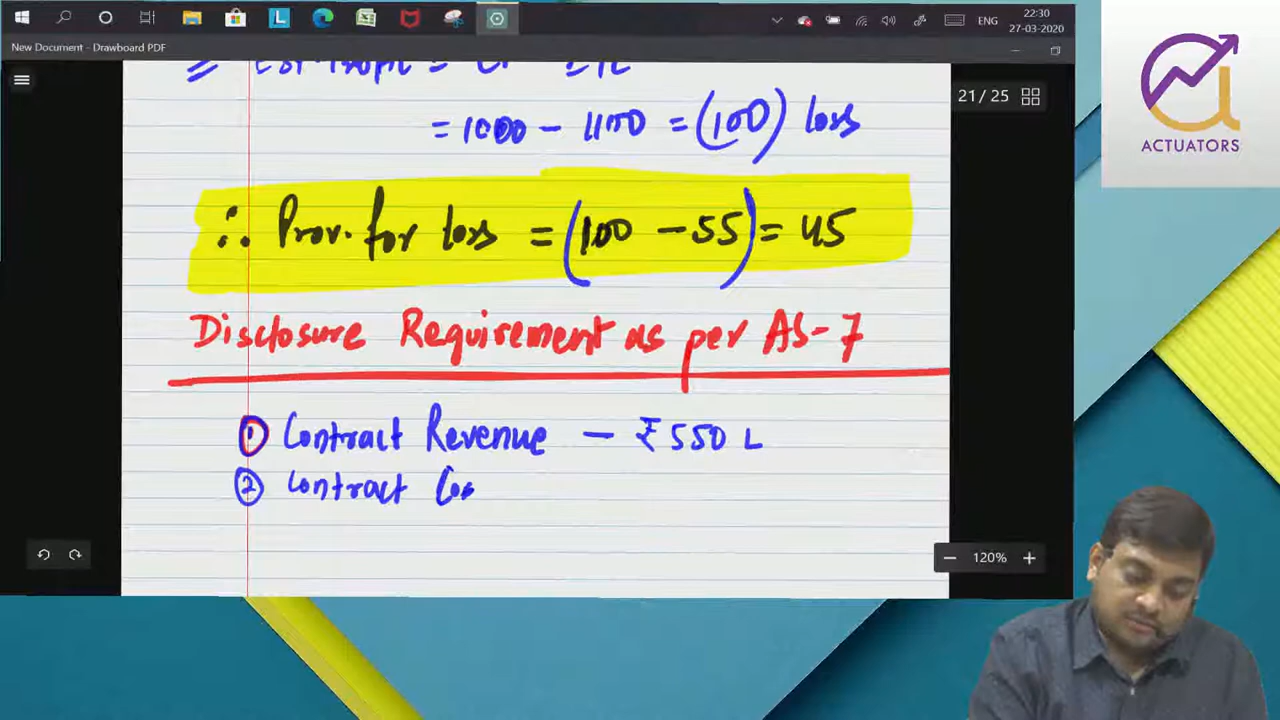 22:30
ENG
27-03-2020
New Document - Drawboard PDF
21 / 25
ACTUATORS
= 1000 - 1100 = (100) loss
∴ Prov. for loss = (100 - 55) = 45
Disclosure Requirement as per AS-7
① Contract Revenue - ₹550 L
② Contract Cos
120%